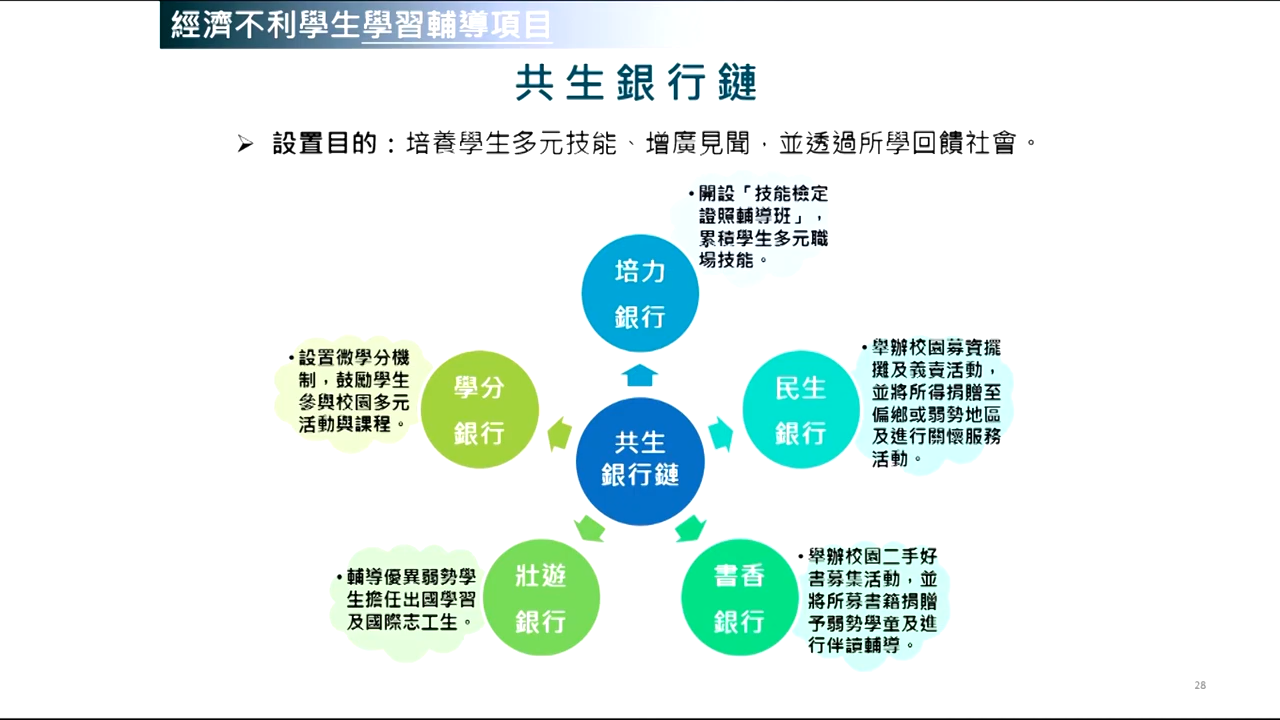 經濟不利學生學習輔導項目
共生銀行鏈
➢ 設置目的：培養學生多元技能、增廣見聞，並透過所學回饋社會。
•開設「技能檢定
證照輔導班」，
累積學生多元職
場技能。
培力
銀行
•舉辦校園募資擺
攤及義賣活動，
並將所得捐贈至
偏鄉或弱勢地區
及進行關懷服務
活動。
民生
銀行
•設置微學分機
制，鼓勵學生
參與校園多元
活動與課程。
學分
銀行
共生
銀行鏈
•輔導優異弱勢學
生擔任出國學習
及國際志工生。
壯遊
銀行
書香
銀行
•舉辦校園二手好
書募集活動，並
將所募書籍捐贈
予弱勢學童及進
行伴讀輔導。
28